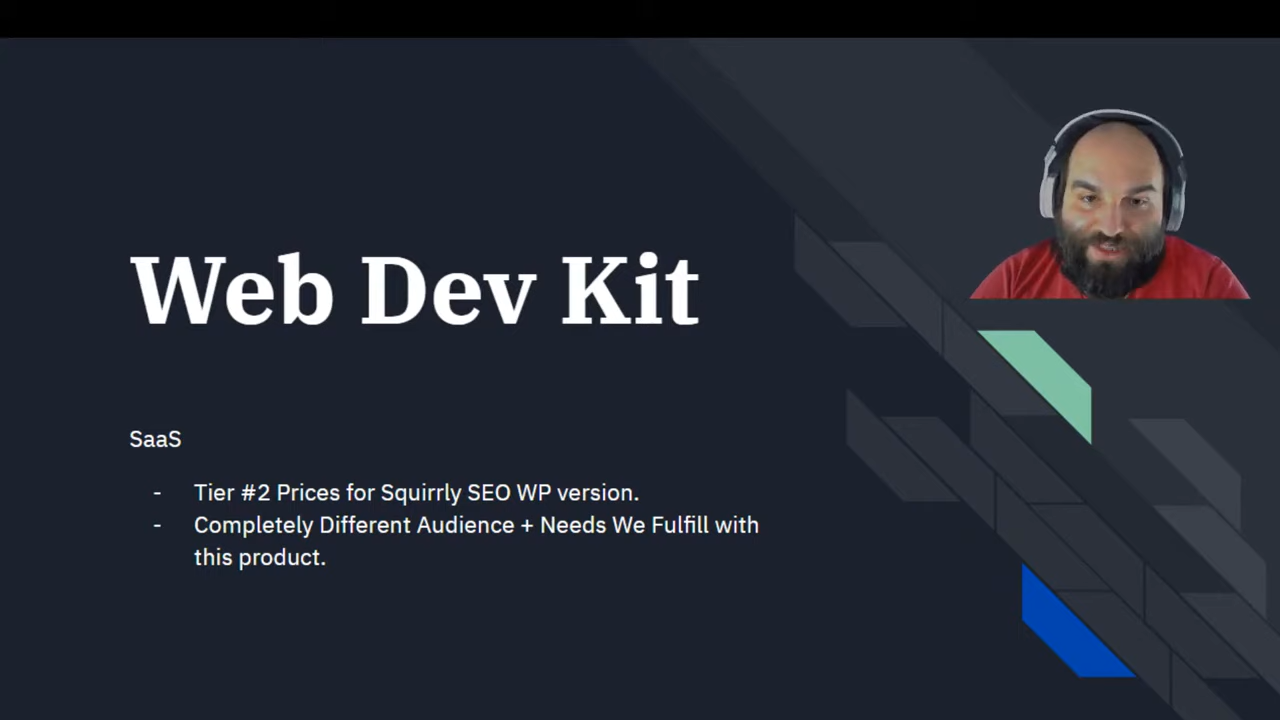 Web Dev Kit
SaaS
- Tier #2 Prices for Squirrly SEO WP version.
- Completely Different Audience + Needs We Fulfill with
this product.